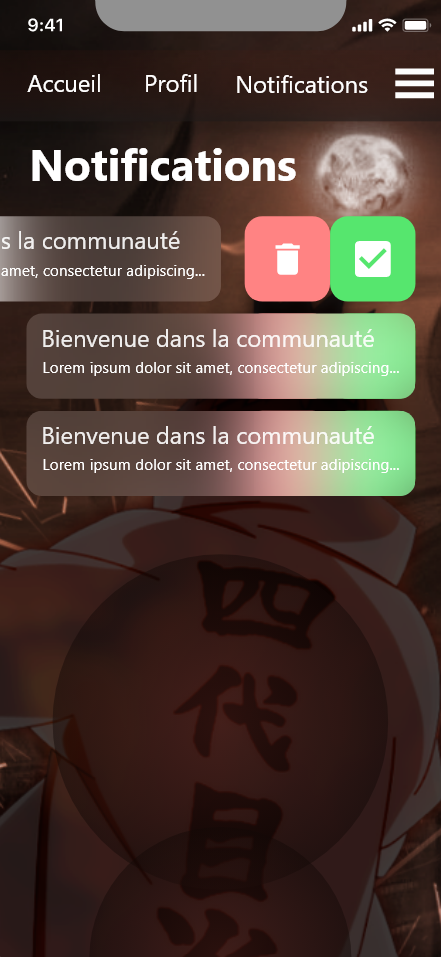 9:41
Accueil Profil Notifications
Notifications
s la communauté
amet, consectetur adipiscing...
Bienvenue dans la communauté
Lorem ipsum dolor sit amet, consectetur adipiscing...
Bienvenue dans la communauté
Lorem ipsum dolor sit amet, consectetur adipiscing...
四
代
目